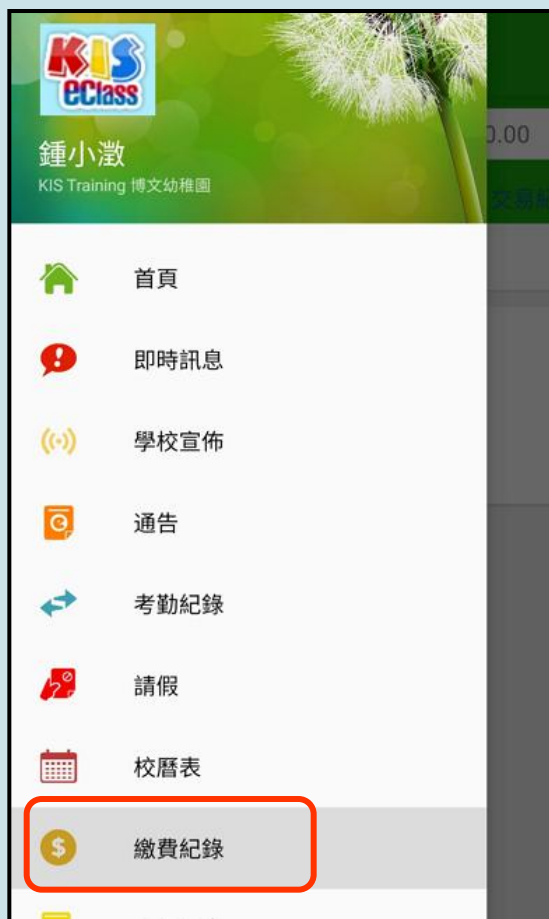 KIS
eClass
鍾小澂
KIS Training 博文幼稚園
0.00
交易
首頁
即時訊息
學校宣佈
通告
考勤紀錄
請假
校曆表
繳費紀錄